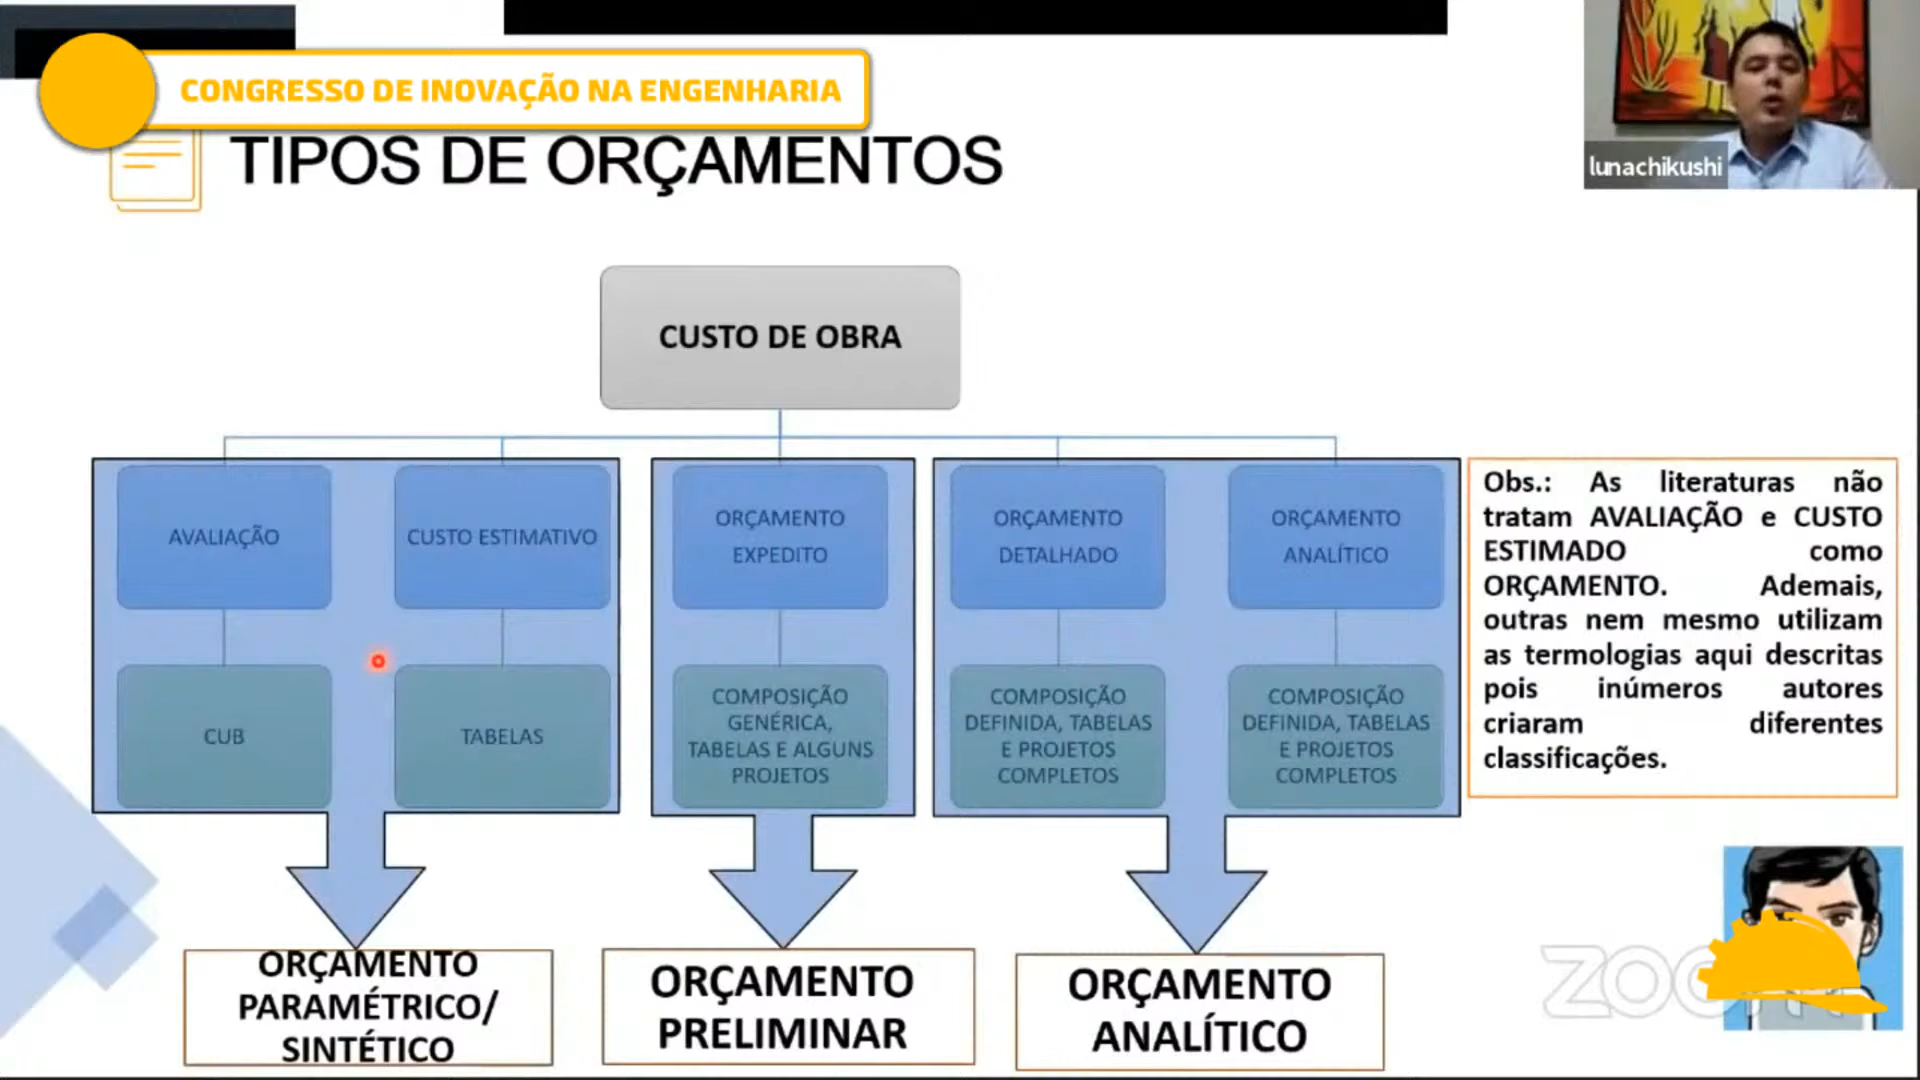 CONGRESSO DE INOVAÇÃO NA ENGENHARIA
lunachikushi
TIPOS DE ORÇAMENTOS
CUSTO DE OBRA
AVALIAÇÃO
CUSTO ESTIMATIVO
ORÇAMENTO
EXPEDITO
ORÇAMENTO
DETALHADO
ORÇAMENTO
ANALÍTICO
CUB
TABELAS
COMPOSIÇÃO
GENÉRICA,
TABELAS E ALGUNS
PROJETOS
COMPOSIÇÃO
DEFINIDA, TABELAS
E PROJETOS
COMPLETOS
COMPOSIÇÃO
DEFINIDA, TABELAS
E PROJETOS
COMPLETOS
Obs.: As literaturas não
tratam AVALIAÇÃO e CUSTO
ESTIMADO como
ORÇAMENTO. Ademais,
outras nem mesmo utilizam
as termologias aqui descritas
pois inúmeros autores
criaram diferentes
classificações.
ORÇAMENTO
PARAMÉTRICO/
SINTÉTICO
ORÇAMENTO
PRELIMINAR
ORÇAMENTO
ANALÍTICO